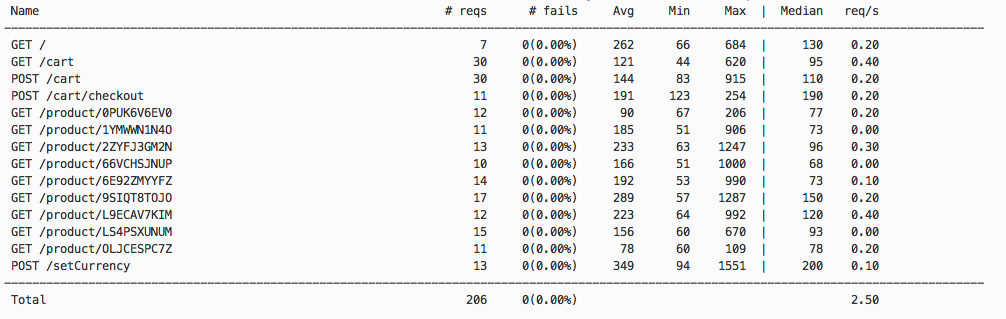 Name # reqs # fails Avg Min Max | Median req/s
GET / 7 0(0.00%) 262 66 684 | 130 0.20
GET /cart 30 0(0.00%) 121 44 620 | 95 0.40
POST /cart 30 0(0.00%) 144 83 915 | 110 0.20
POST /cart/checkout 11 0(0.00%) 191 123 254 | 190 0.20
GET /product/0PUK6V6EV0 12 0(0.00%) 90 67 206 | 77 0.20
GET /product/1YMWWN1N4O 11 0(0.00%) 185 51 906 | 73 0.00
GET /product/2ZYFJ3GM2N 13 0(0.00%) 233 63 1247 | 96 0.30
GET /product/66VCHSJNUP 10 0(0.00%) 166 51 1000 | 68 0.00
GET /product/6E92ZMYYFZ 14 0(0.00%) 192 53 990 | 73 0.10
GET /product/9SIQT8TOJO 17 0(0.00%) 289 57 1287 | 150 0.20
GET /product/L9ECAV7KIM 12 0(0.00%) 223 64 992 | 120 0.40
GET /product/LS4PSXUNUM 15 0(0.00%) 156 60 670 | 93 0.00
GET /product/OLJCESPC7Z 11 0(0.00%) 78 60 109 | 78 0.20
POST /setCurrency 13 0(0.00%) 349 94 1551 | 200 0.10
Total 206 0(0.00%) 2.50